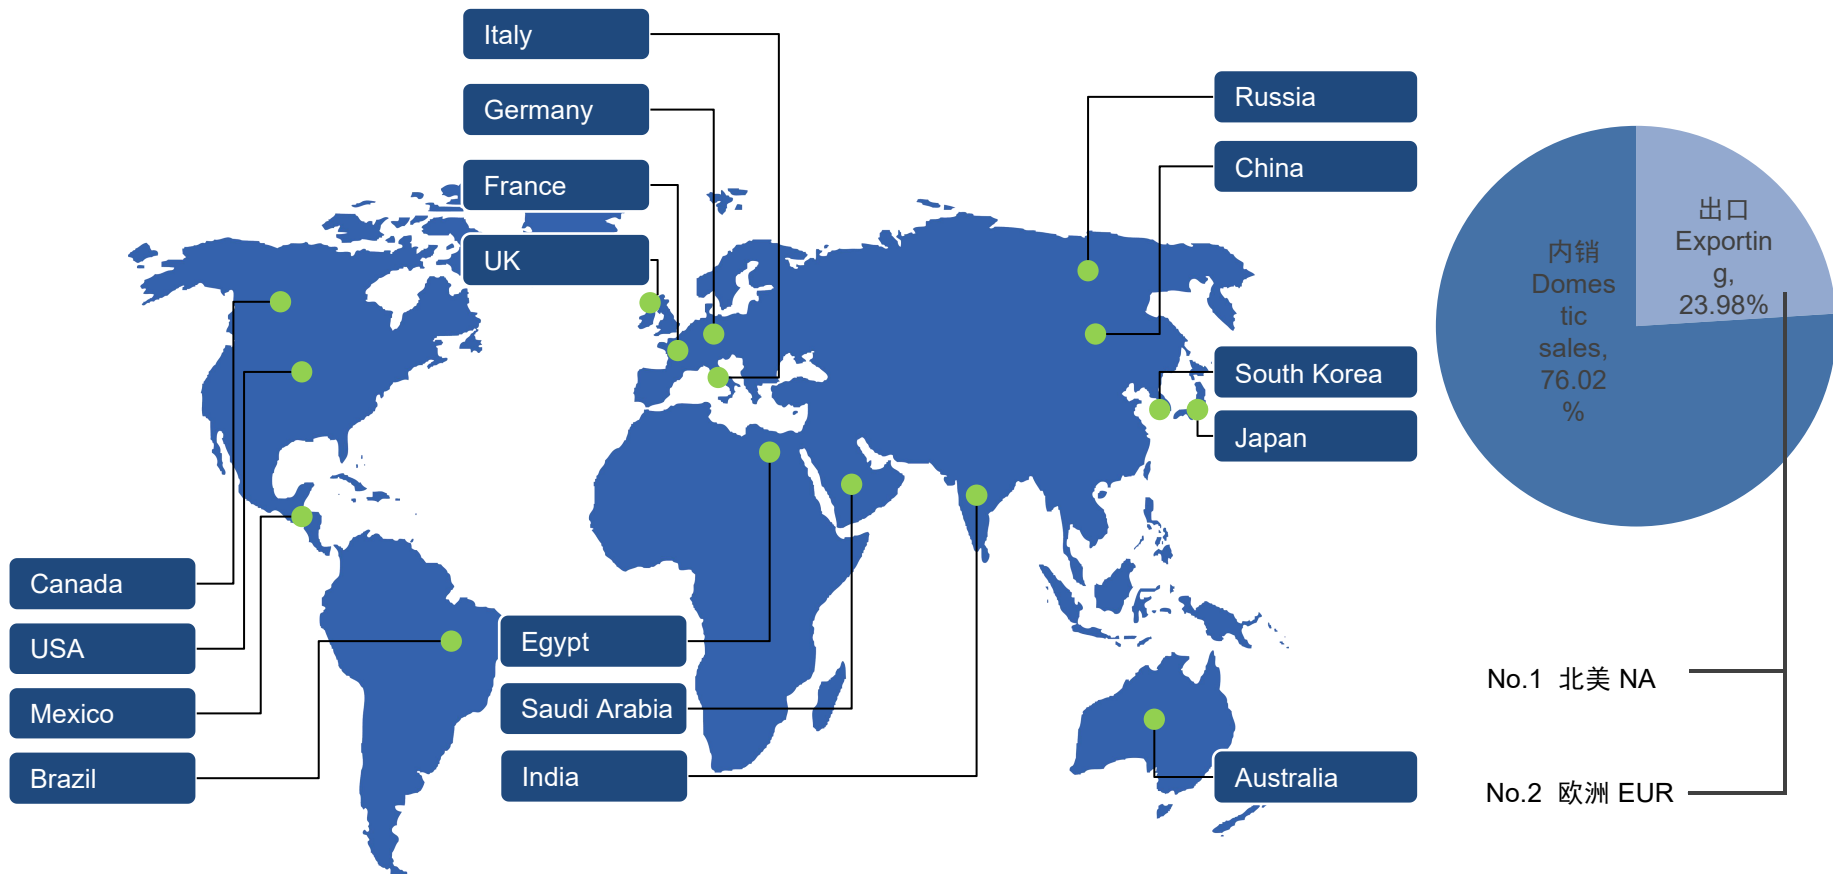 Italy
Germany
France
UK
Russia
China
South Korea
Japan
Canada
USA
Mexico
Brazil
Egypt
Saudi Arabia
India
Australia
内销
Domes
tic
sales,
76.02
%
出口
Exportin
g,
23.98%
No.1 北美 NA
No.2 欧洲 EUR